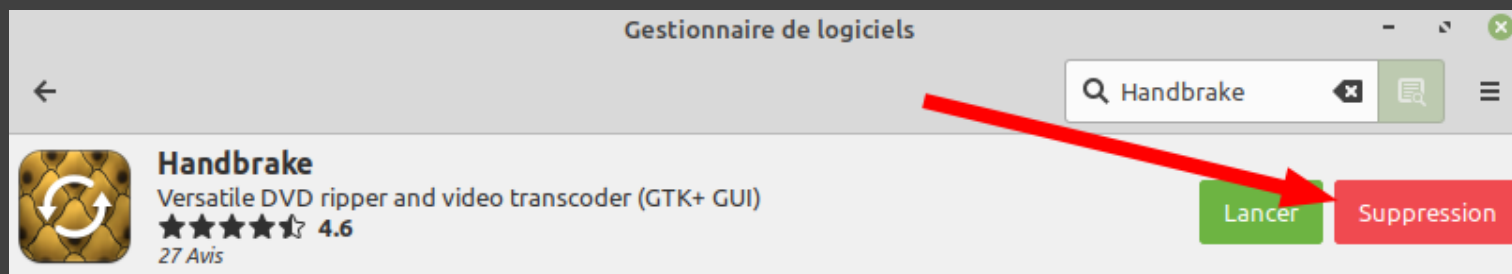 Gestionnaire de logiciels
Handbrake
Handbrake
Versatile DVD ripper and video transcoder (GTK+ GUI)
4.6
27 Avis
Lancer
Suppression